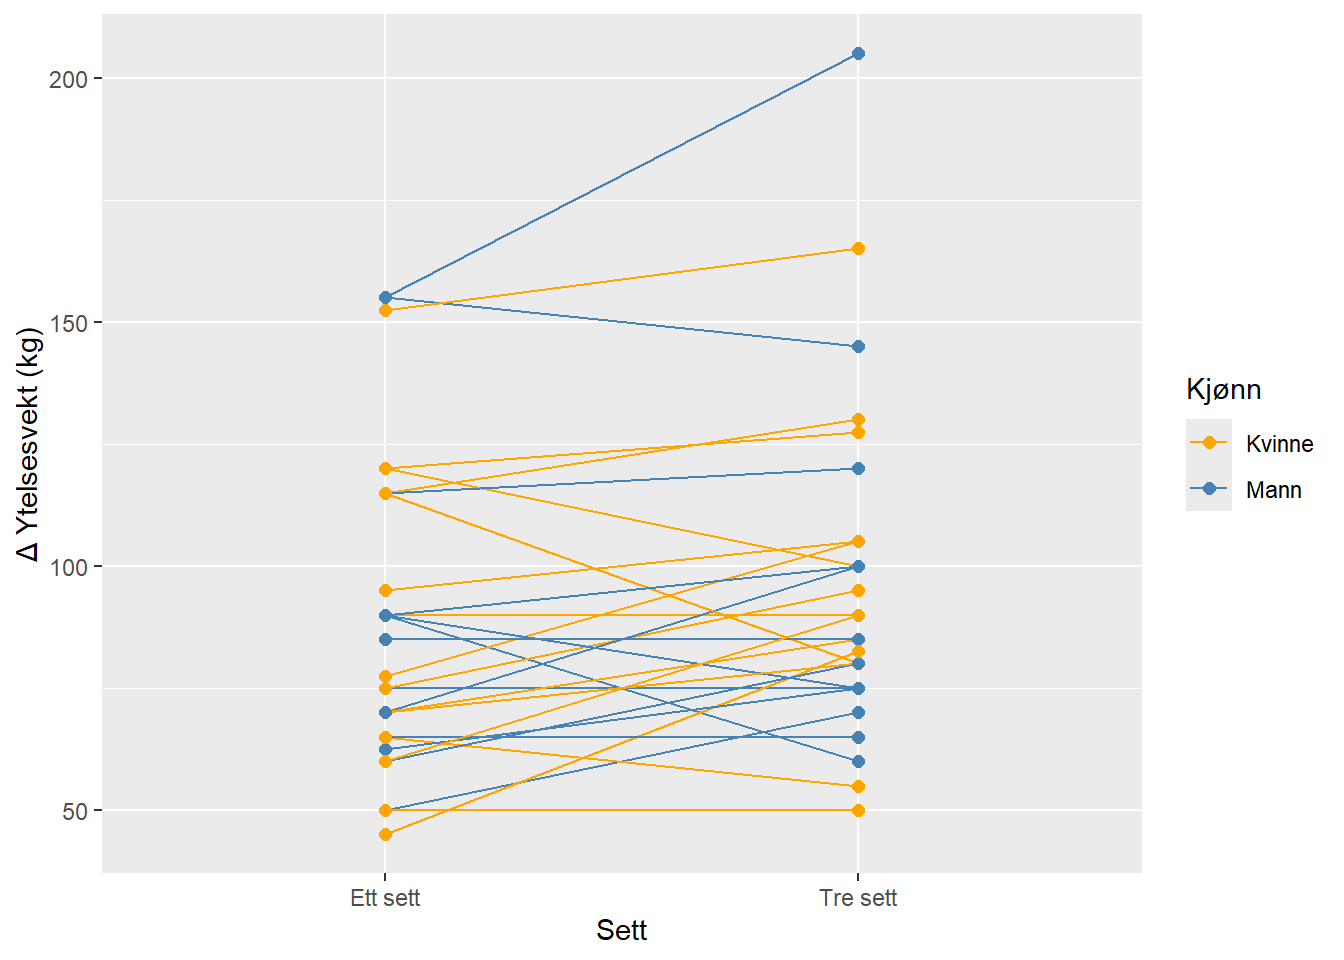 200
150
100
50
Δ Ytelsesvekt (kg)
Ett sett
Tre sett
Sett
Kjønn
Kvinne
Mann